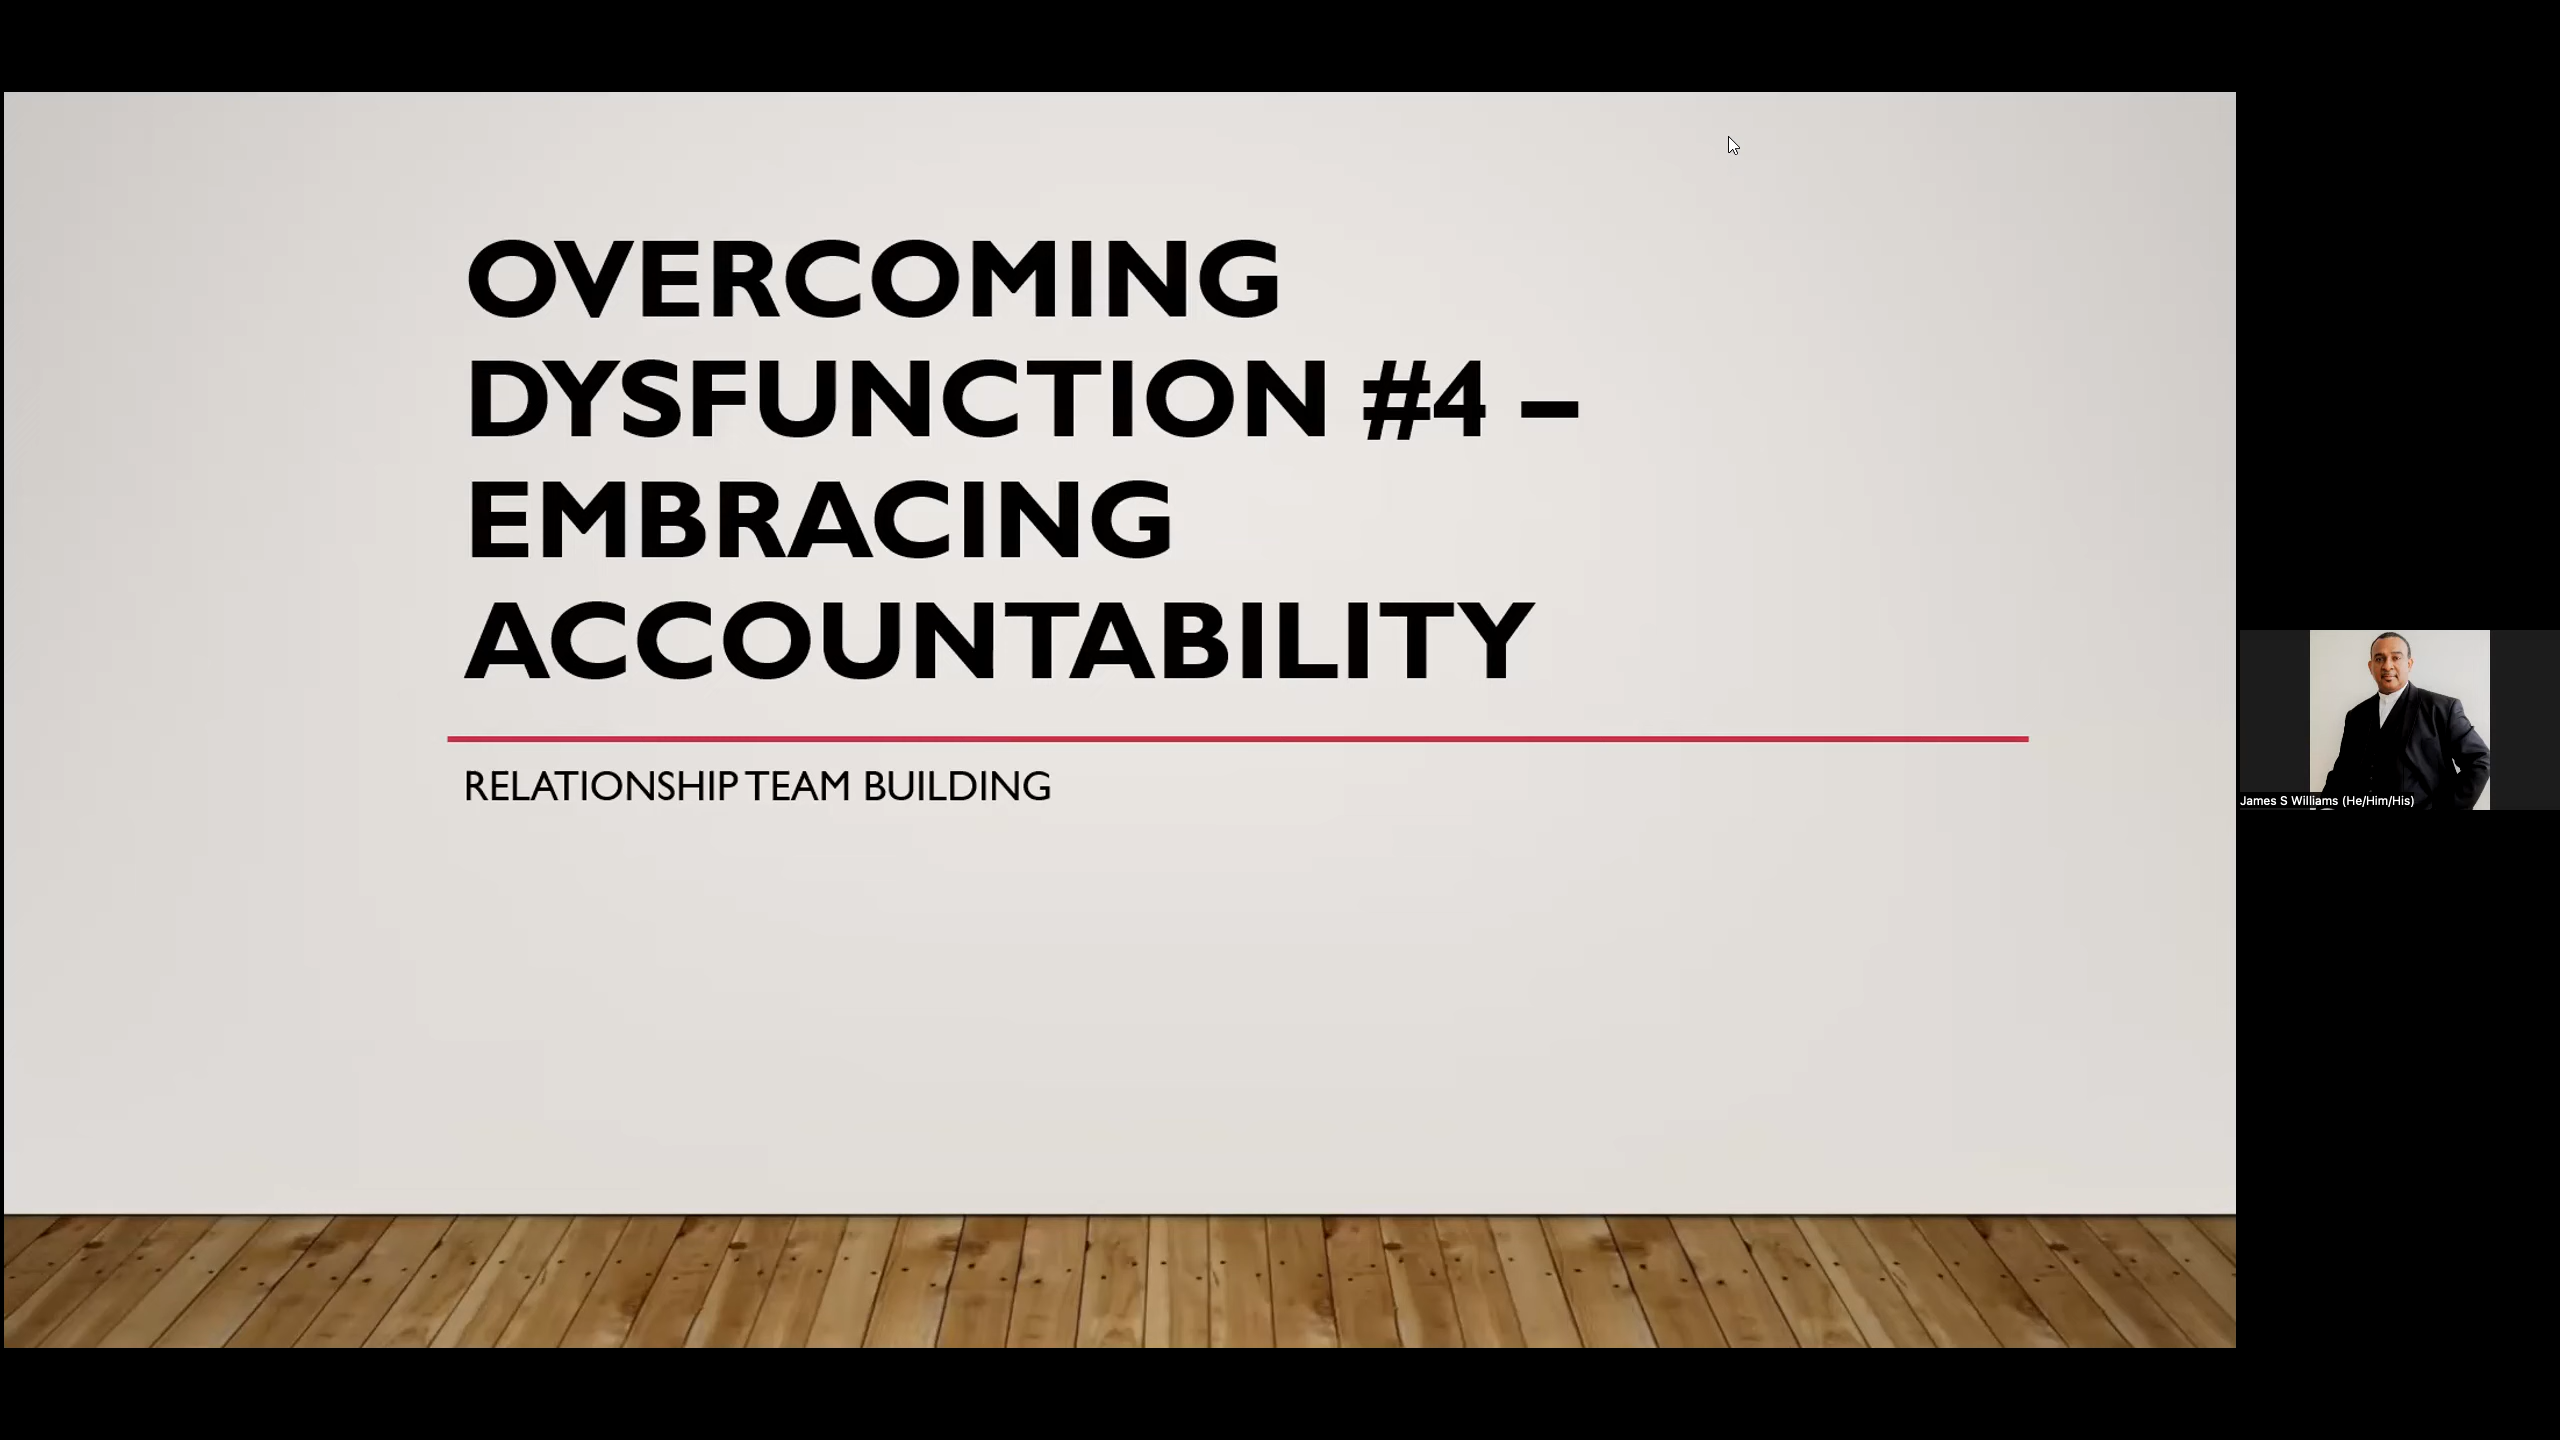 OVERCOMING
DYSFUNCTION #4 –
EMBRACING
ACCOUNTABILITY
RELATIONSHIP TEAM BUILDING
James S Williams (He/Him/His)